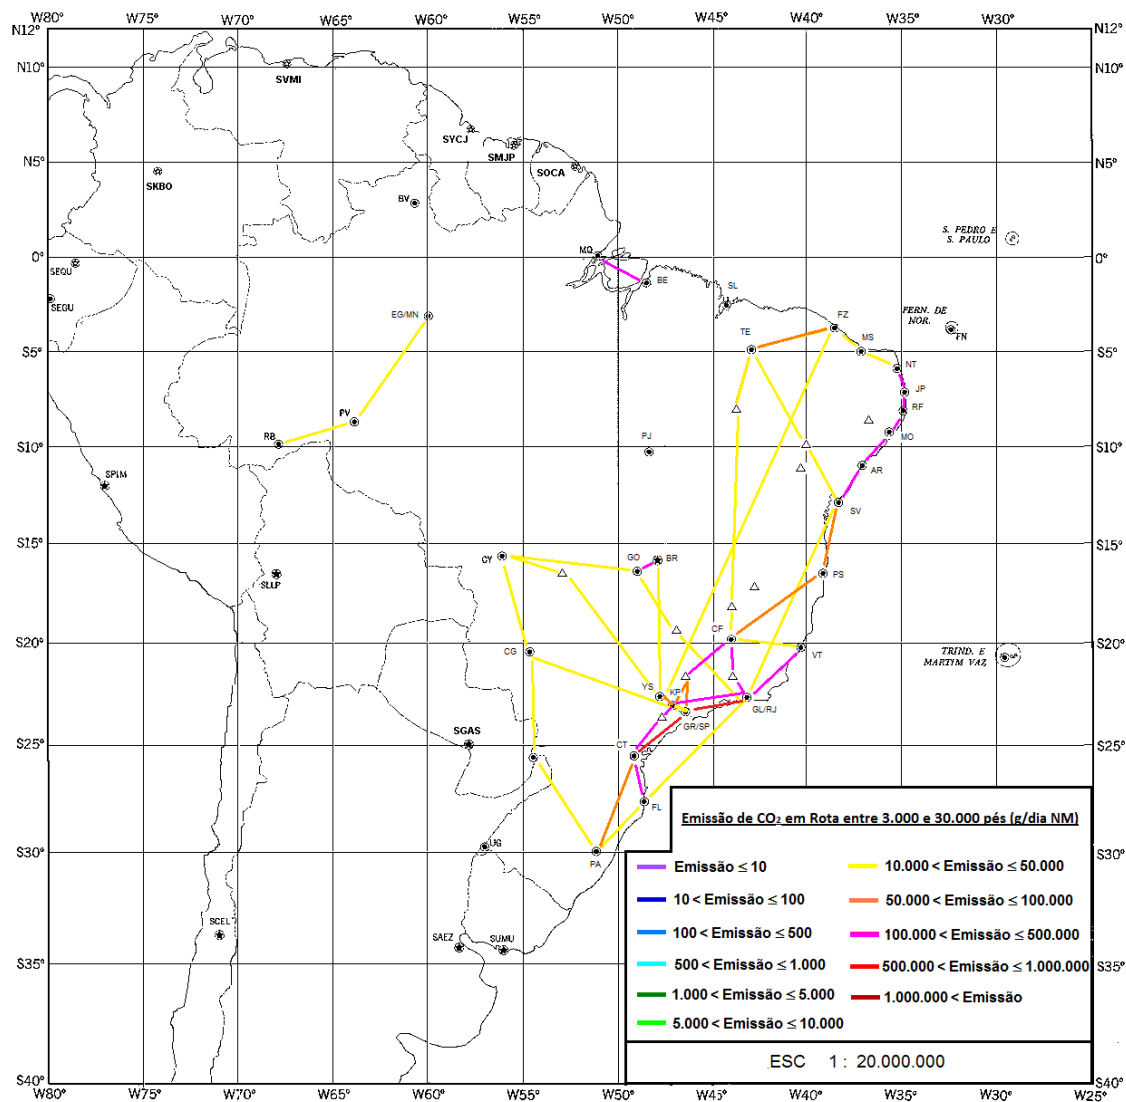 W80° W75° W70° W65° W60° W55° W50° W45° W40° W35° W30°
N12° N12°
N10° N10°
SVMI
SYCJ
SMJP
N5° N5°
SOCA
SKBO
BV
S. PEDRO E
S. PAULO
MQ
0° 0°
SEQU
BE
SL
SEGU
EG/MN
FZ
FERN. DE
NOR.
FN
TE
MS
S5° S5°
NT
JP
PV
RF
RB
PJ
MO
S10° S10°
AR
SPIM
SV
S15° S15°
CY
GO
BR
SLLP
PS
CF
S20° S20°
CG
VT
TRIND. E
MARTIM VAZ
YS
KP
GL/RJ
GR/SP
SGAS
CT
S25° S25°
FL
UG
S30° S30°
PA
SCEL
SAEZ
SUMU
S35° S35°
S40° S40°
Emissão de CO₂ em Rota entre 3.000 e 30.000 pés (g/dia NM)
Emissão ≤ 10
10.000 < Emissão ≤ 50.000
10 < Emissão ≤ 100
50.000 < Emissão ≤ 100.000
100 < Emissão ≤ 500
100.000 < Emissão ≤ 500.000
500 < Emissão ≤ 1.000
500.000 < Emissão ≤ 1.000.000
1.000 < Emissão ≤ 5.000
1.000.000 < Emissão
5.000 < Emissão ≤ 10.000
ESC 1 : 20.000.000
W80° W75° W70° W65° W60° W55° W50° W45° W40° W35° W30° W25°